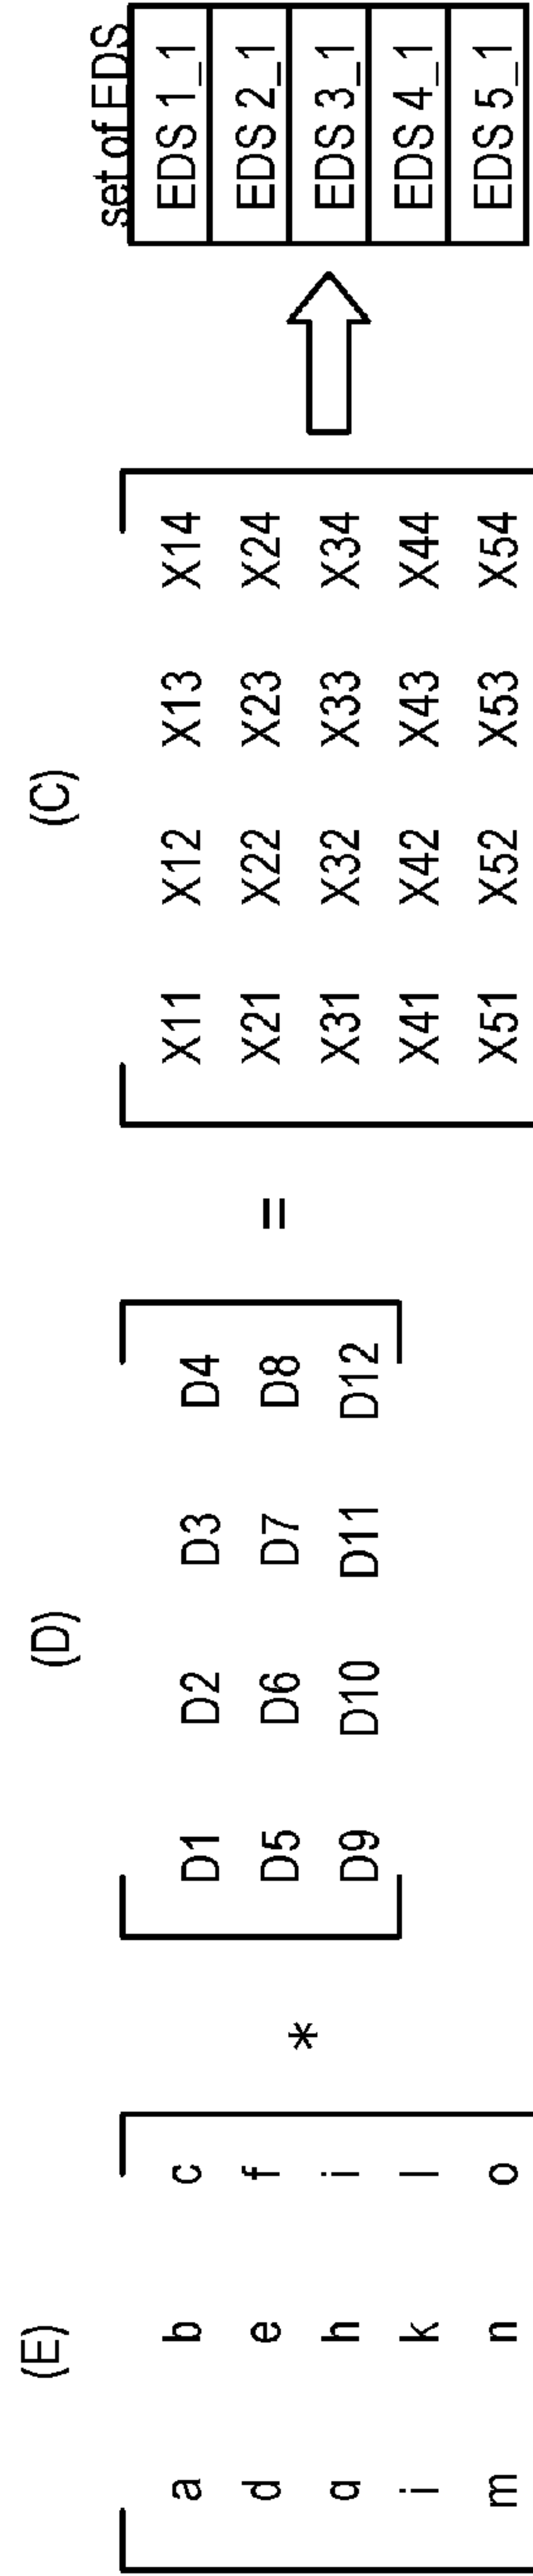 (E) (D) (C) set of EDS
a b c D1 D2 D3 D4 X11 X12 X13 X14 EDS 1_1
d e f * D5 D6 D7 D8 = X21 X22 X23 X24 EDS 2_1
q h i D9 D10 D11 D12 X31 X32 X33 X34 EDS 3_1
i k l X41 X42 X43 X44 EDS 4_1
m n o X51 X52 X53 X54 EDS 5_1